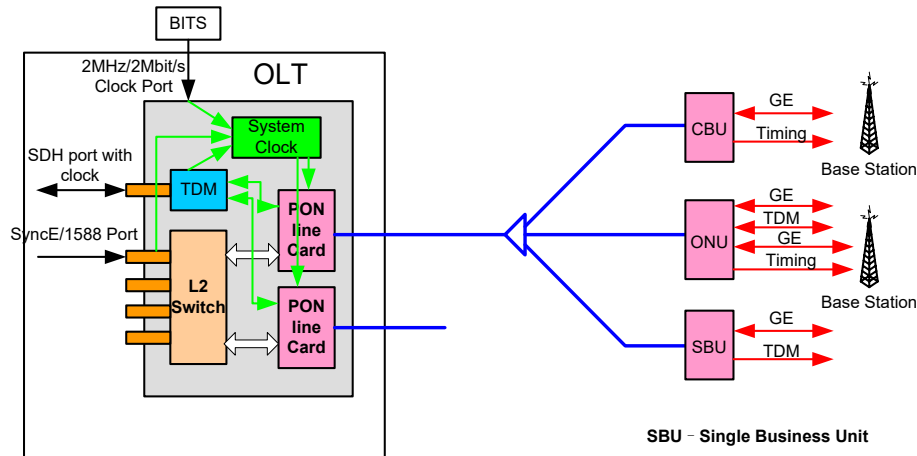 BITS
2MHz/2Mbit/s
Clock Port
OLT
System
Clock
SDH port with
clock
TDM
PON
line
Card
SyncE/1588 Port
L2
Switch
PON
line
Card
CBU
GE
Timing
Base Station
ONU
GE
TDM
GE
Timing
Base Station
SBU
GE
TDM
SBU – Single Business Unit